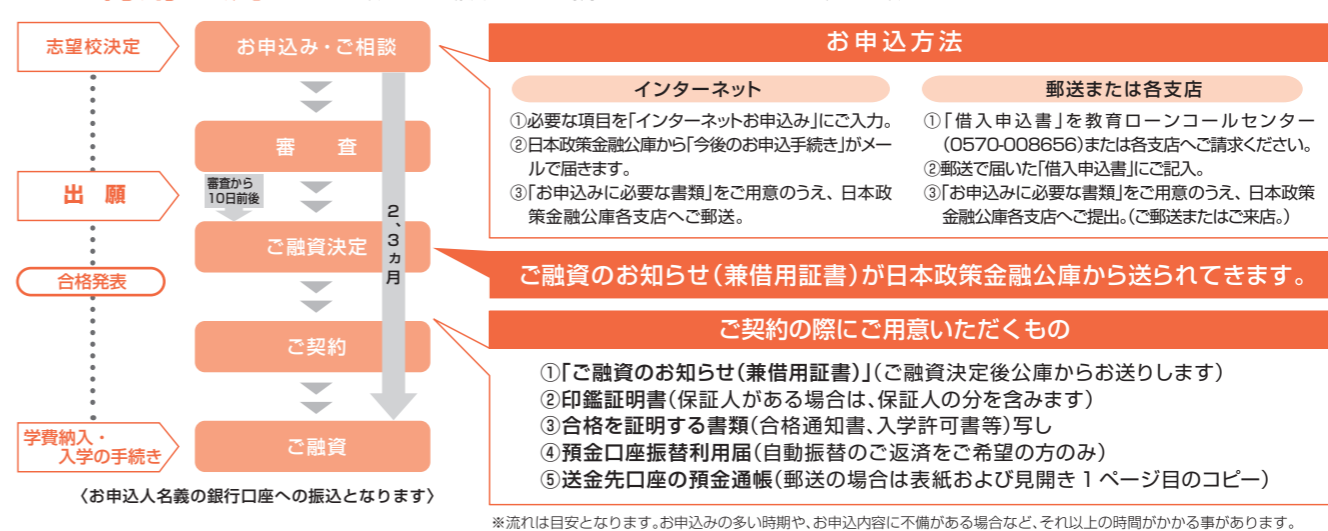 志望校決定
お申込み・ご相談
審査
出願
審査から
10日前後
2、3ヵ月
ご融資決定
合格発表
ご契約
学費納入・
入学の手続き
ご融資
〈お申込人名義の銀行口座への振込となります〉
お申込方法
インターネット
①必要な項目を「インターネットお申込み」にご入力。
②日本政策金融公庫から「今後のお申込手続き」がメー
ルで届きます。
③「お申込みに必要な書類」をご用意のうえ、日本政
策金融公庫各支店へご郵送。
郵送または各支店
①「借入申込書」を教育ローンコールセンター
(0570-008656)または各支店へご請求ください。
②郵送で届いた「借入申込書」にご記入。
③「お申込みに必要な書類」をご用意のうえ、日本政策
金融公庫各支店へご提出。(ご郵送またはご来店。)
ご融資のお知らせ(兼借用証書)が日本政策金融公庫から送られてきます。
ご契約の際にご用意いただくもの
①「ご融資のお知らせ(兼借用証書)」(ご融資決定後公庫からお送りします)
②印鑑証明書(保証人がある場合は、保証人の分を含みます)
③合格を証明する書類(合格通知書、入学許可書等)写し
④預金口座振替利用届(自動振替のご返済をご希望の方のみ)
⑤送金先口座の預金通帳(郵送の場合は表紙および見開き1ページ目のコピー)
※流れは目安となります。お申込みの多い時期や、お申込内容に不備がある場合など、それ以上の時間がかかる事があります。